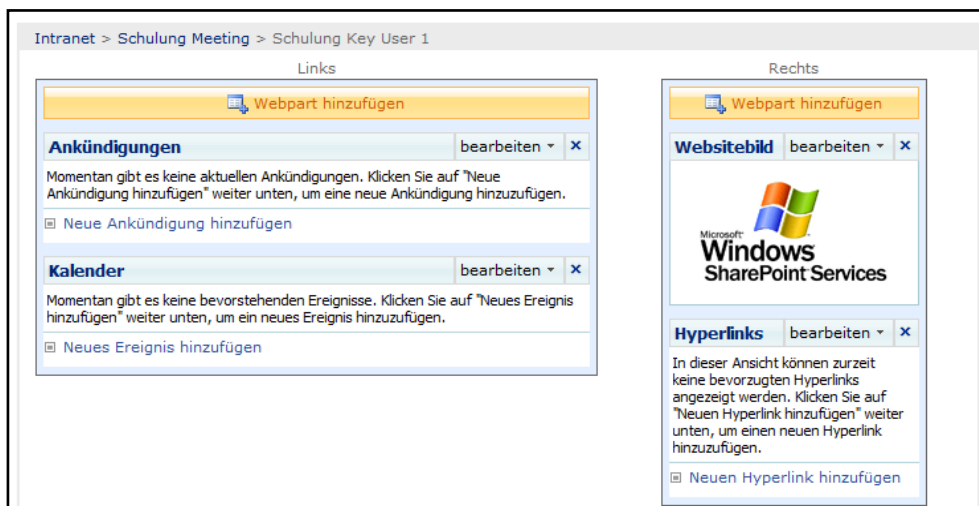 Intranet > Schulung Meeting > Schulung Key User 1
Links
Webpart hinzufügen
Ankündigungen bearbeiten
Momentan gibt es keine aktuellen Ankündigungen. Klicken Sie auf "Neue
Ankündigung hinzufügen" weiter unten, um eine neue Ankündigung hinzuzufügen.
Neue Ankündigung hinzufügen
Kalender bearbeiten
Momentan gibt es keine bevorstehenden Ereignisse. Klicken Sie auf "Neues Ereignis
hinzufügen" weiter unten, um ein neues Ereignis hinzuzufügen.
Neues Ereignis hinzufügen
Rechts
Webpart hinzufügen
Websitebild bearbeiten
Microsoft
Windows
SharePoint Services
Hyperlinks bearbeiten
In dieser Ansicht können zurzeit
keine bevorzugten Hyperlinks
angezeigt werden. Klicken Sie auf
"Neuen Hyperlink hinzufügen" weiter
unten, um einen neuen Hyperlink
hinzuzufügen.
Neuen Hyperlink hinzufügen